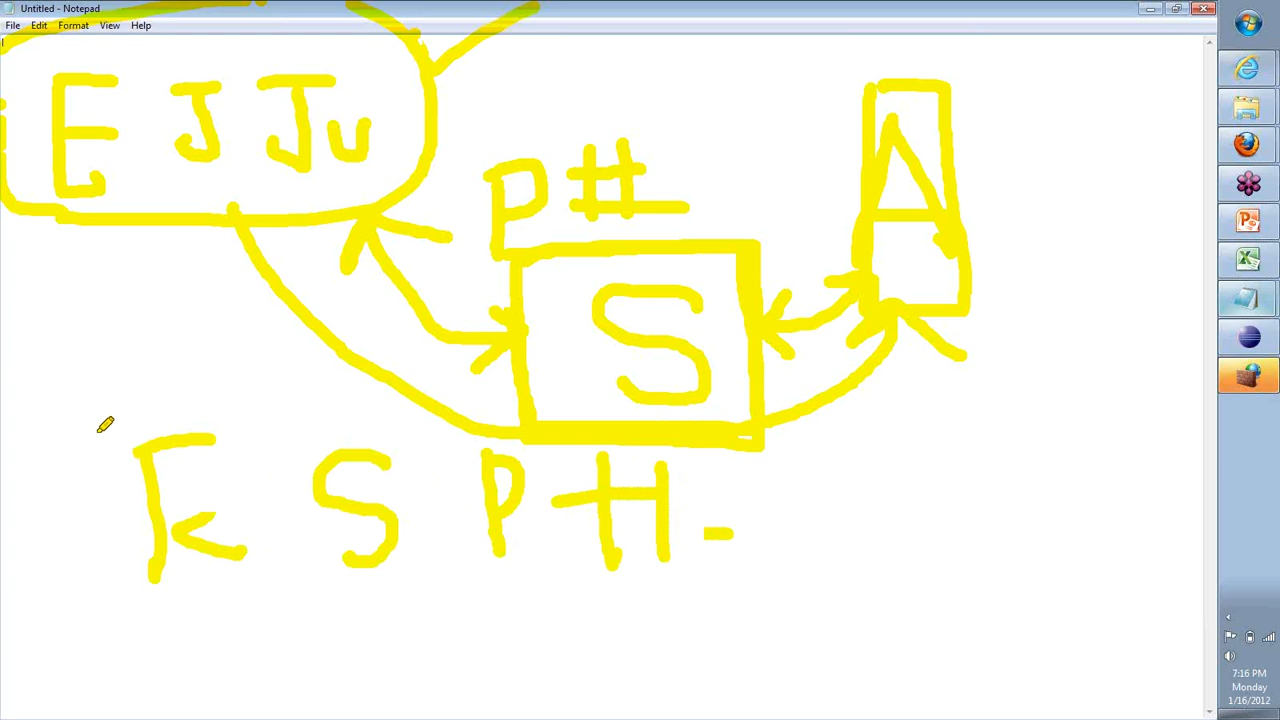 Untitled - Notepad
File Edit Format View Help
E J Ju
P#
A
S
S P H -
7:16 PM
Monday
1/16/2012